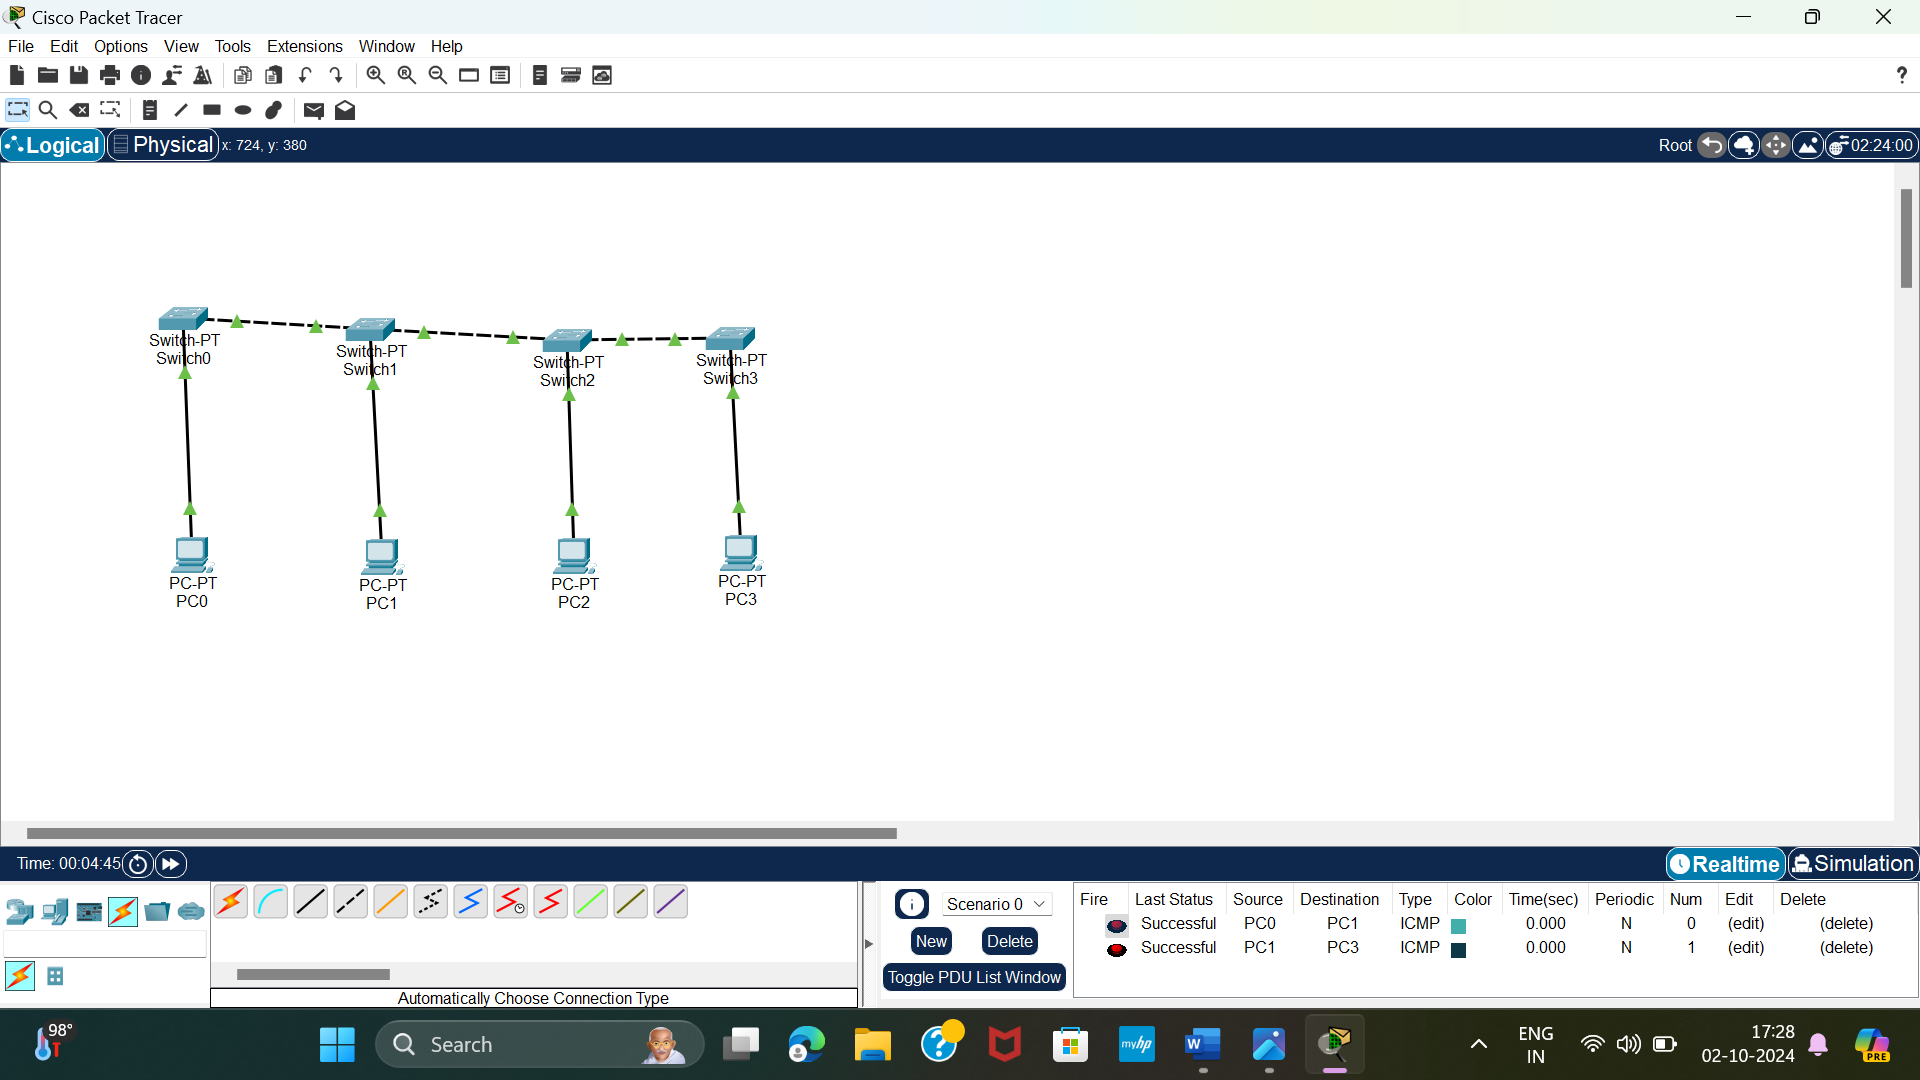 Cisco Packet Tracer
File Edit Options View Tools Extensions Window Help
?
Logical Physical x: 724, y: 380 Root 02:24:00
Switch-PT
Switch0
Switch-PT
Switch1
Switch-PT
Switch2
Switch-PT
Switch3
PC-PT
PC0
PC-PT
PC1
PC-PT
PC2
PC-PT
PC3
Time: 00:04:45 Realtime Simulation
Scenario 0
New Delete
Toggle PDU List Window
Fire Last Status Source Destination Type Color Time(sec) Periodic Num Edit Delete
Successful PC0 PC1 ICMP 0.000 N 0 (edit) (delete)
Successful PC1 PC3 ICMP 0.000 N 1 (edit) (delete)
Automatically Choose Connection Type
98°
Search
myhp
W
ENG
IN
17:28
02-10-2024
PRE